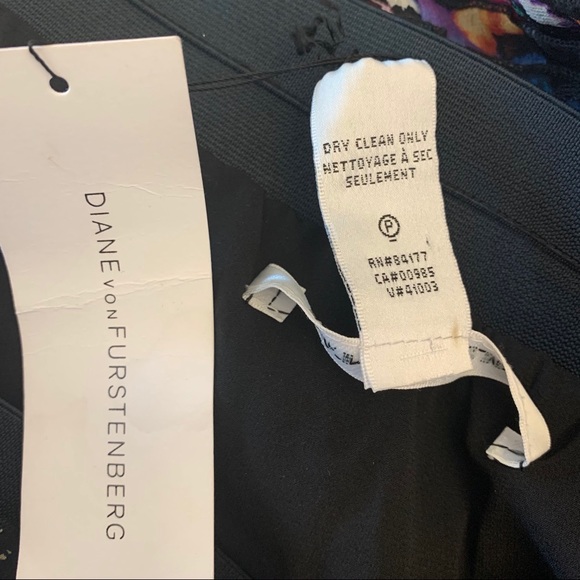 DIANE VON FURSTENBERG
DRY CLEAN ONLY
NETTOYAGE À SEC
SEULEMENT
P
RN#84177
CA#00985
V#41003